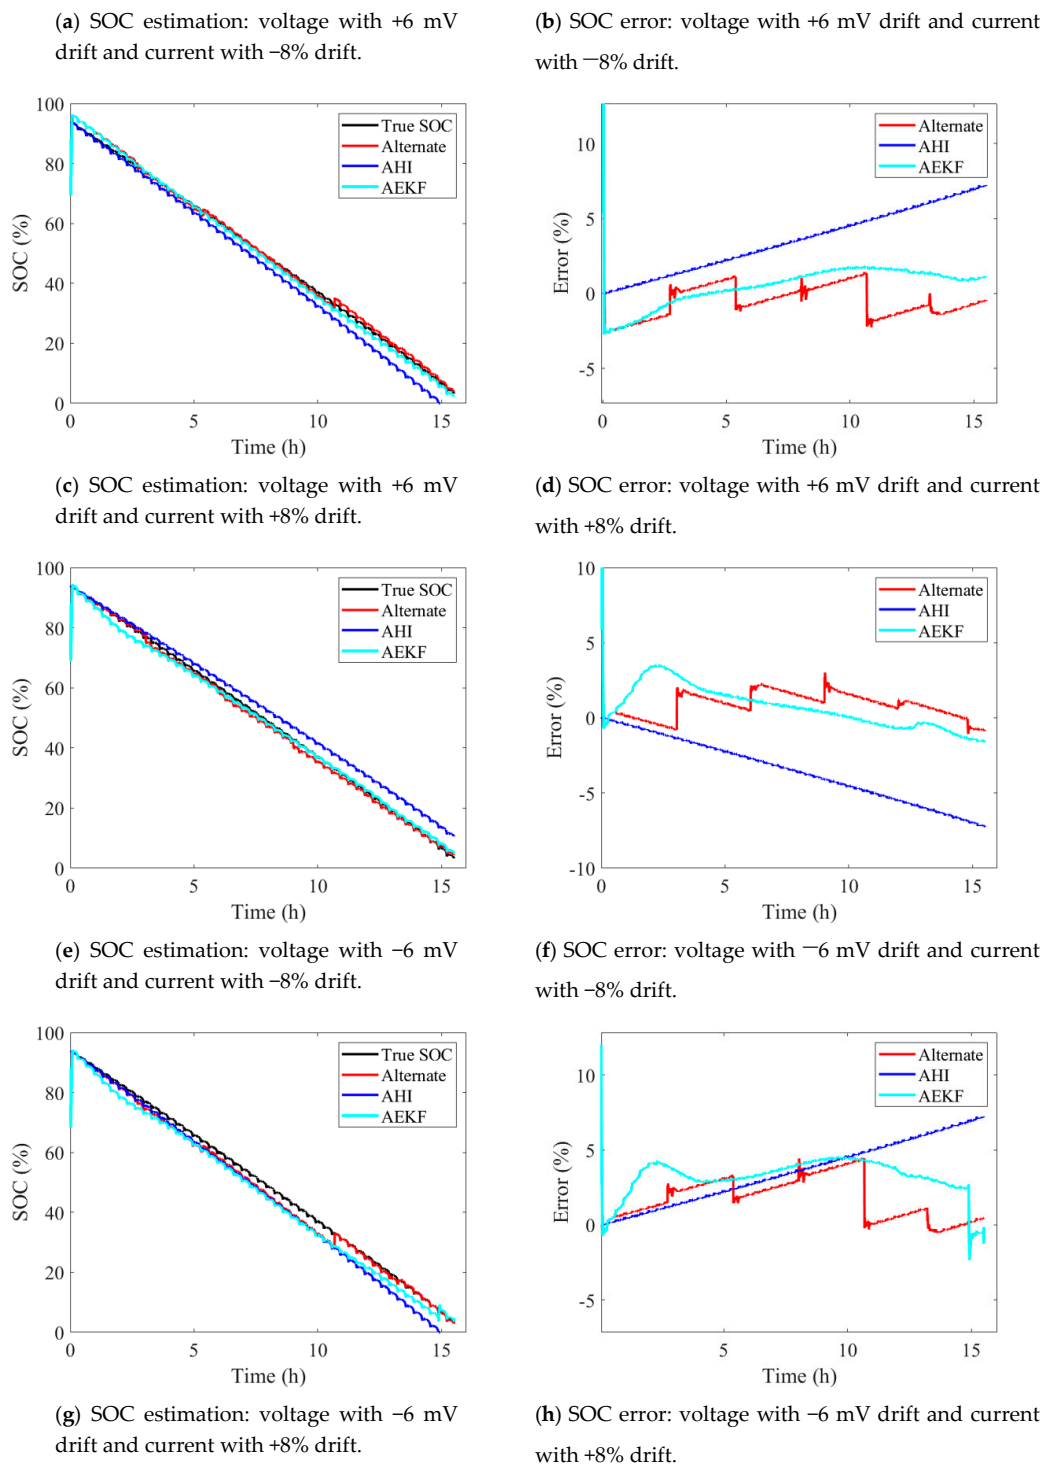 (a) SOC estimation: voltage with +6 mV
drift and current with −8% drift.
(b) SOC error: voltage with +6 mV drift and current
with −8% drift.
100
80
60
40
20
0
SOC (%)
0 5 10 15
Time (h)
True SOC
Alternate
AHI
AEKF
10
5
0
-5
Error (%)
0 5 10 15
Time (h)
Alternate
AHI
AEKF
(c) SOC estimation: voltage with +6 mV
drift and current with +8% drift.
(d) SOC error: voltage with +6 mV drift and current
with +8% drift.
100
80
60
40
20
0
SOC (%)
0 5 10 15
Time (h)
True SOC
Alternate
AHI
AEKF
10
5
0
-5
-10
Error (%)
0 5 10 15
Time (h)
Alternate
AHI
AEKF
(e) SOC estimation: voltage with −6 mV
drift and current with −8% drift.
(f) SOC error: voltage with −6 mV drift and current
with −8% drift.
100
80
60
40
20
0
SOC (%)
0 5 10 15
Time (h)
True SOC
Alternate
AHI
AEKF
10
5
0
-5
Error (%)
5 10 15
Time (h)
Alternate
AHI
AEKF
(g) SOC estimation: voltage with −6 mV
drift and current with +8% drift.
(h) SOC error: voltage with −6 mV drift and current
with +8% drift.